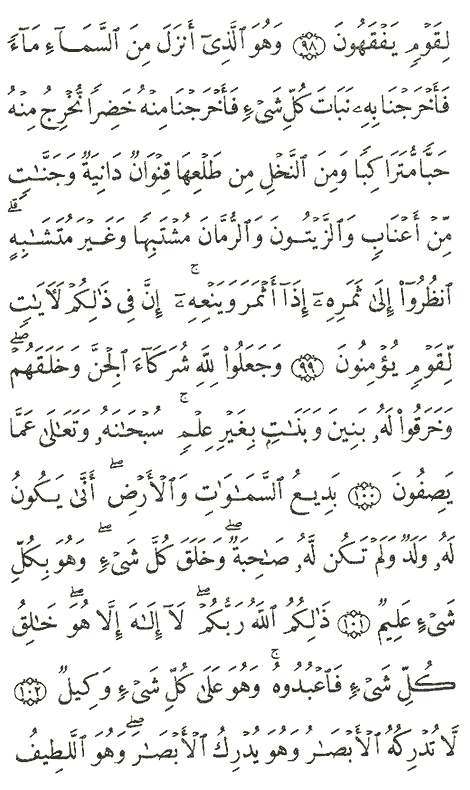 لِقَوۡمٖ يَفۡقَهُونَ ٩٨ وَهُوَ ٱلَّذِيٓ أَنزَلَ مِنَ ٱلسَّمَآءِ مَآءٗ
فَأَخۡرَجۡنَا بِهِۦ نَبَاتَ كُلِّ شَيۡءٖ فَأَخۡرَجۡنَا مِنۡهُ خَضِرٗا نُّخۡرِجُ مِنۡهُ
حَبّٗا مُّتَرَاكِبٗا وَمِنَ ٱلنَّخۡلِ مِن طَلۡعِهَا قِنۡوَانٞ دَانِيَةٞ وَجَنَّٰتٖ
مِّنۡ أَعۡنَابٖ وَٱلزَّيۡتُونَ وَٱلرُّمَّانَ مُشۡتَبِهٗا وَغَيۡرَ مُتَشَٰبِهٍۗ
ٱنظُرُوٓاْ إِلَىٰ ثَمَرِهِۦٓ إِذَآ أَثۡمَرَ وَيَنۡعِهِۦٓۚ إِنَّ فِي ذَٰلِكُمۡ لَأٓيَٰتٖ
لِّقَوۡمٖ يُؤۡمِنُونَ ٩٩ وَجَعَلُواْ لِلَّهِ شُرَكَآءَ ٱلۡجِنَّ وَخَلَقَهُمۡۖ
وَخَرَقُواْ لَهُۥ بَنِينَ وَبَنَٰتِۭ بِغَيۡرِ عِلۡمٖۚ سُبۡحَٰنَهُۥ وَتَعَٰلَىٰ عَمَّا
يَصِفُونَ ١٠٠ بَدِيعُ ٱلسَّمَٰوَٰتِ وَٱلۡأَرۡضِۖ أَنَّىٰ يَكُونُ
لَهُۥ وَلَدٞ وَلَمۡ تَكُن لَّهُۥ صَٰحِبَةٞۖ وَخَلَقَ كُلَّ شَيۡءٖۖ وَهُوَ بِكُلِّ
شَيۡءٍ عَلِيمٞ ١٠١ ذَٰلِكُمُ ٱللَّهُ رَبُّكُمۡۖ لَآ إِلَٰهَ إِلَّا هُوَۖ خَٰلِقُ
كُلِّ شَيۡءٖ فَٱعۡبُدُوهُۚ وَهُوَ عَلَىٰ كُلِّ شَيۡءٖ وَكِيلٞ ١٠٢
لَّا تُدۡرِكُهُ ٱلۡأَبۡصَٰرُ وَهُوَ يُدۡرِكُ ٱلۡأَبۡصَٰرَۖ وَهُوَ ٱللَّطِيفُ